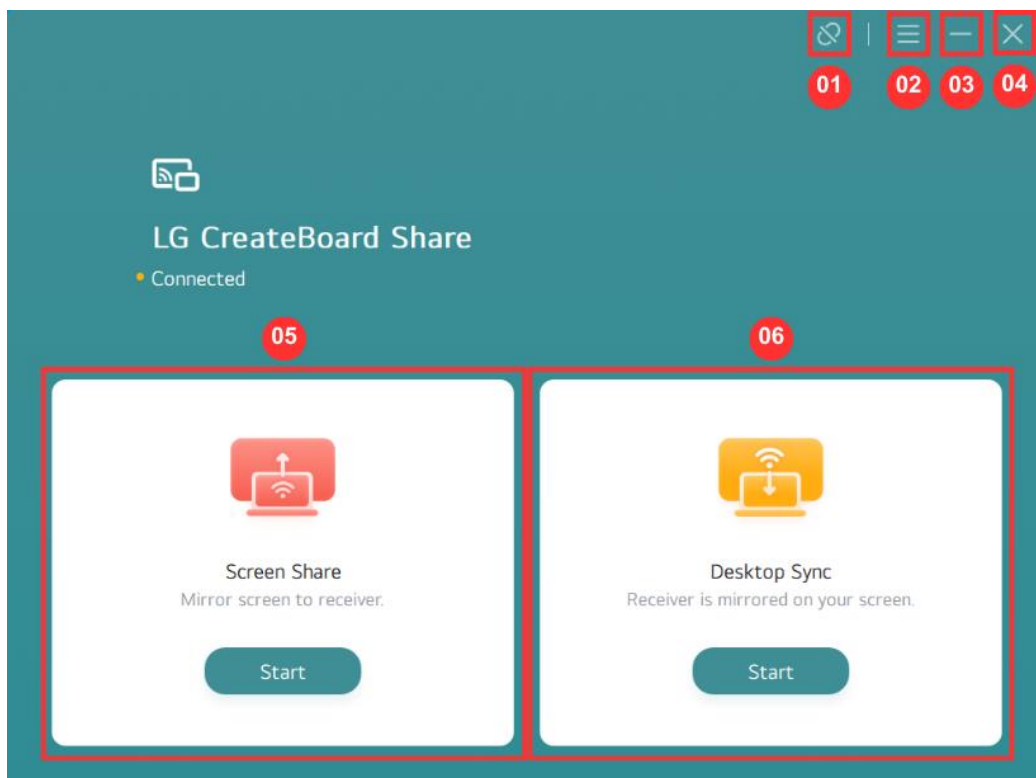 01 02 03 04
LG CreateBoard Share
Connected
05 06
Screen Share
Mirror screen to receiver.
Start
Desktop Sync
Receiver is mirrored on your screen.
Start